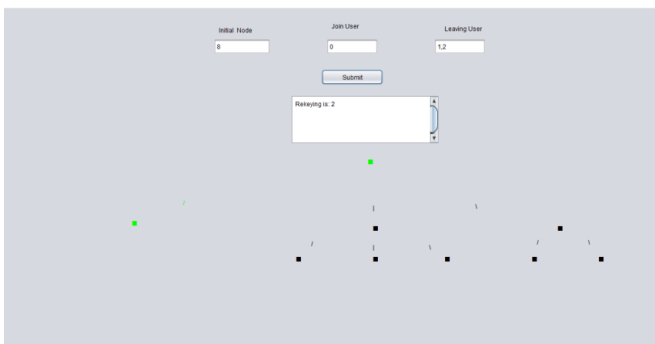 Initial Node
Join User
Leaving User
8
0
1,2
Submit
Rekeying is: 2